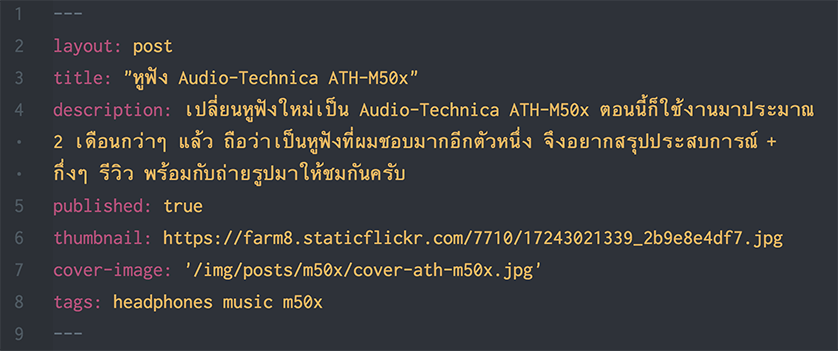 1 ---
2 layout: post
3 title: "หูฟัง Audio-Technica ATH-M50x"
4 description: เปลี่ยนหูฟังใหม่เป็น Audio-Technica ATH-M50x ตอนนี้ก็ใช้งานมาประมาณ
• 2 เดือนกว่าๆ แล้ว ถือว่าเป็นหูฟังที่ผมชอบมากอีกตัวหนึ่ง จึงอยากสรุปประสบการณ์ +
• กึ่งๆ รีวิว พร้อมกับถ่ายรูปมาให้ชมกันครับ
5 published: true
6 thumbnail: https://farm8.staticflickr.com/7710/17243021339_2b9e8e4df7.jpg
7 cover-image: '/img/posts/m50x/cover-ath-m50x.jpg'
8 tags: headphones music m50x
9 ---